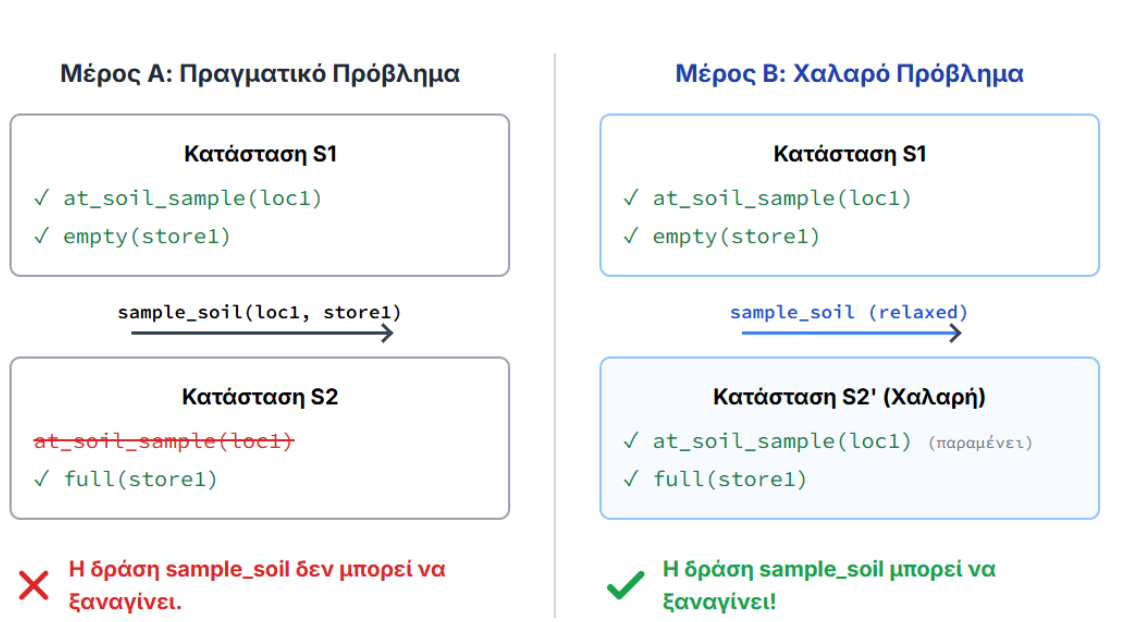 Μέρος Α: Πραγματικό Πρόβλημα
Κατάσταση S1
✓ at_soil_sample(loc1)
✓ empty(store1)
sample_soil(loc1, store1)
Κατάσταση S2
at_soil_sample(loc1)
✓ full(store1)
Η δράση sample_soil δεν μπορεί να
ξαναγίνει.
Μέρος Β: Χαλαρό Πρόβλημα
Κατάσταση S1
✓ at_soil_sample(loc1)
✓ empty(store1)
sample_soil (relaxed)
Κατάσταση S2' (Χαλαρή)
✓ at_soil_sample(loc1) (παραμένει)
✓ full(store1)
Η δράση sample_soil μπορεί να
ξαναγίνει!